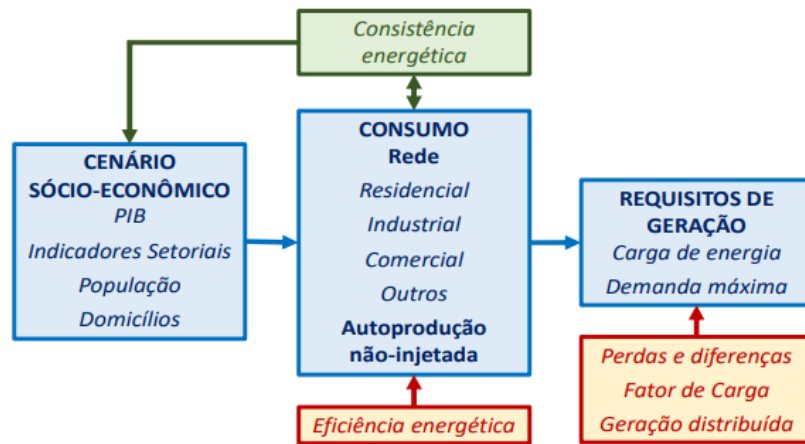 Consistência
energética
CENÁRIO
SÓCIO-ECONÔMICO
PIB
Indicadores Setoriais
População
Domicílios
CONSUMO
Rede
Residencial
Industrial
Comercial
Outros
Autoprodução
não-injetada
REQUISITOS DE
GERAÇÃO
Carga de energia
Demanda máxima
Eficiência energética
Perdas e diferenças
Fator de Carga
Geração distribuída